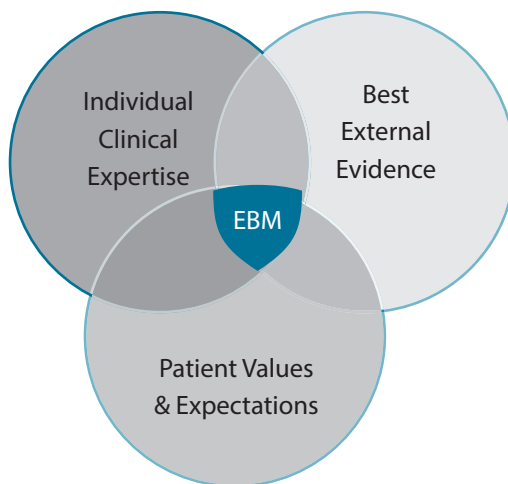 Individual
Clinical
Expertise
Best
External
Evidence
EBM
Patient Values
& Expectations